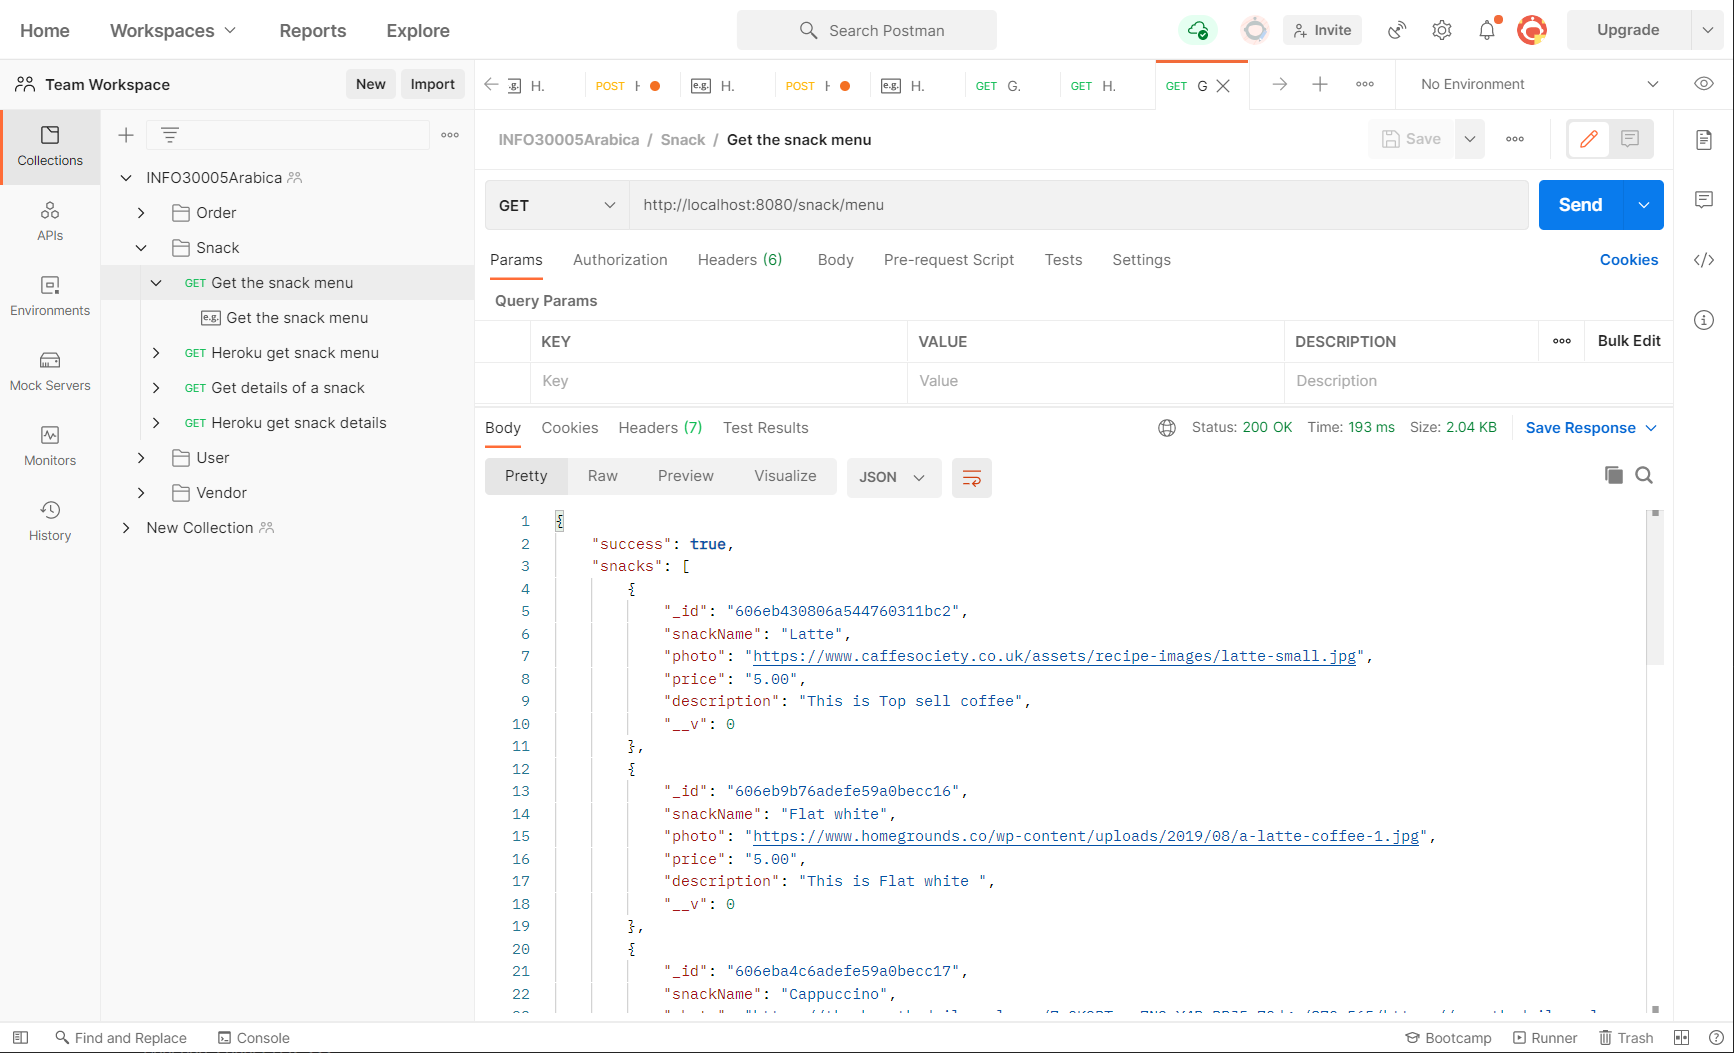 Home Workspaces Reports Explore Search Postman Invite Upgrade
Team Workspace New Import
e.g. H. POST H e.g. H. POST H e.g. H. GET G. GET H. GET G No Environment
Collections
APIs
Environments
Mock Servers
Monitors
History
INFO30005Arabica
Order
Snack
GET Get the snack menu
e.g. Get the snack menu
GET Heroku get snack menu
GET Get details of a snack
GET Heroku get snack details
User
Vendor
New Collection
INFO30005Arabica / Snack / Get the snack menu Save
GET http://localhost:8080/snack/menu Send
Params Authorization Headers (6) Body Pre-request Script Tests Settings Cookies
Query Params
KEY VALUE DESCRIPTION Bulk Edit
Key Value Description
Body Cookies Headers (7) Test Results Status: 200 OK Time: 193 ms Size: 2.04 KB Save Response
Pretty Raw Preview Visualize JSON
1 {
2 "success": true,
3 "snacks": [
4 {
5 "_id": "606eb430806a544760311bc2",
6 "snackName": "Latte",
7 "photo": "https://www.caffesociety.co.uk/assets/recipe-images/latte-small.jpg",
8 "price": "5.00",
9 "description": "This is Top sell coffee",
10 "__v": 0
11 },
12 {
13 "_id": "606eb9b76adefe59a0becc16",
14 "snackName": "Flat white",
15 "photo": "https://www.homegrounds.co/wp-content/uploads/2019/08/a-latte-coffee-1.jpg",
16 "price": "5.00",
17 "description": "This is Flat white ",
18 "__v": 0
19 },
20 {
21 "_id": "606eba4c6adefe59a0becc17",
22 "snackName": "Cappuccino",
Find and Replace Console Bootcamp Runner Trash